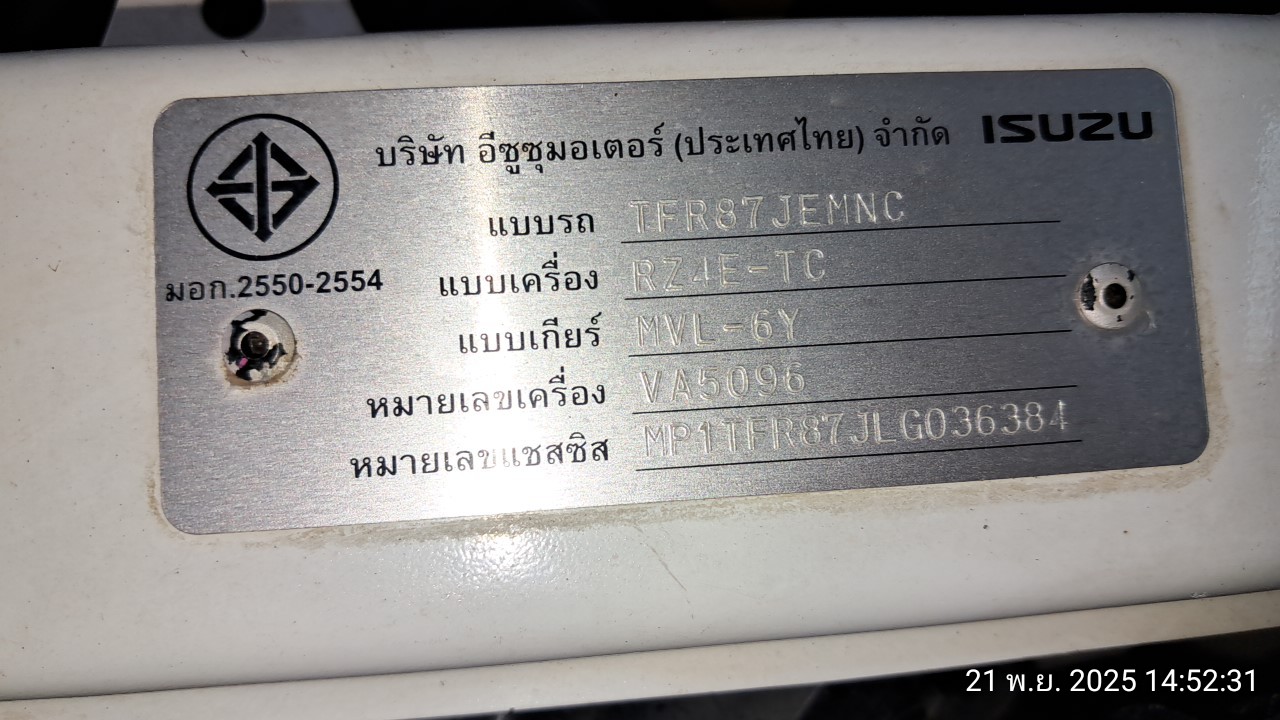 บริษัท อีซูซุมอเตอร์ (ประเทศไทย) จำกัด ISUZU
แบบรถ TFR87JEMNC
มอก.2550-2554
แบบเครื่อง RZ4E-TC
แบบเกียร์ MVL-6Y
หมายเลขเครื่อง VA5096
หมายเลขแชสซิส MP1TFR87JLG036384
21 พ.ย. 2025 14:52:31